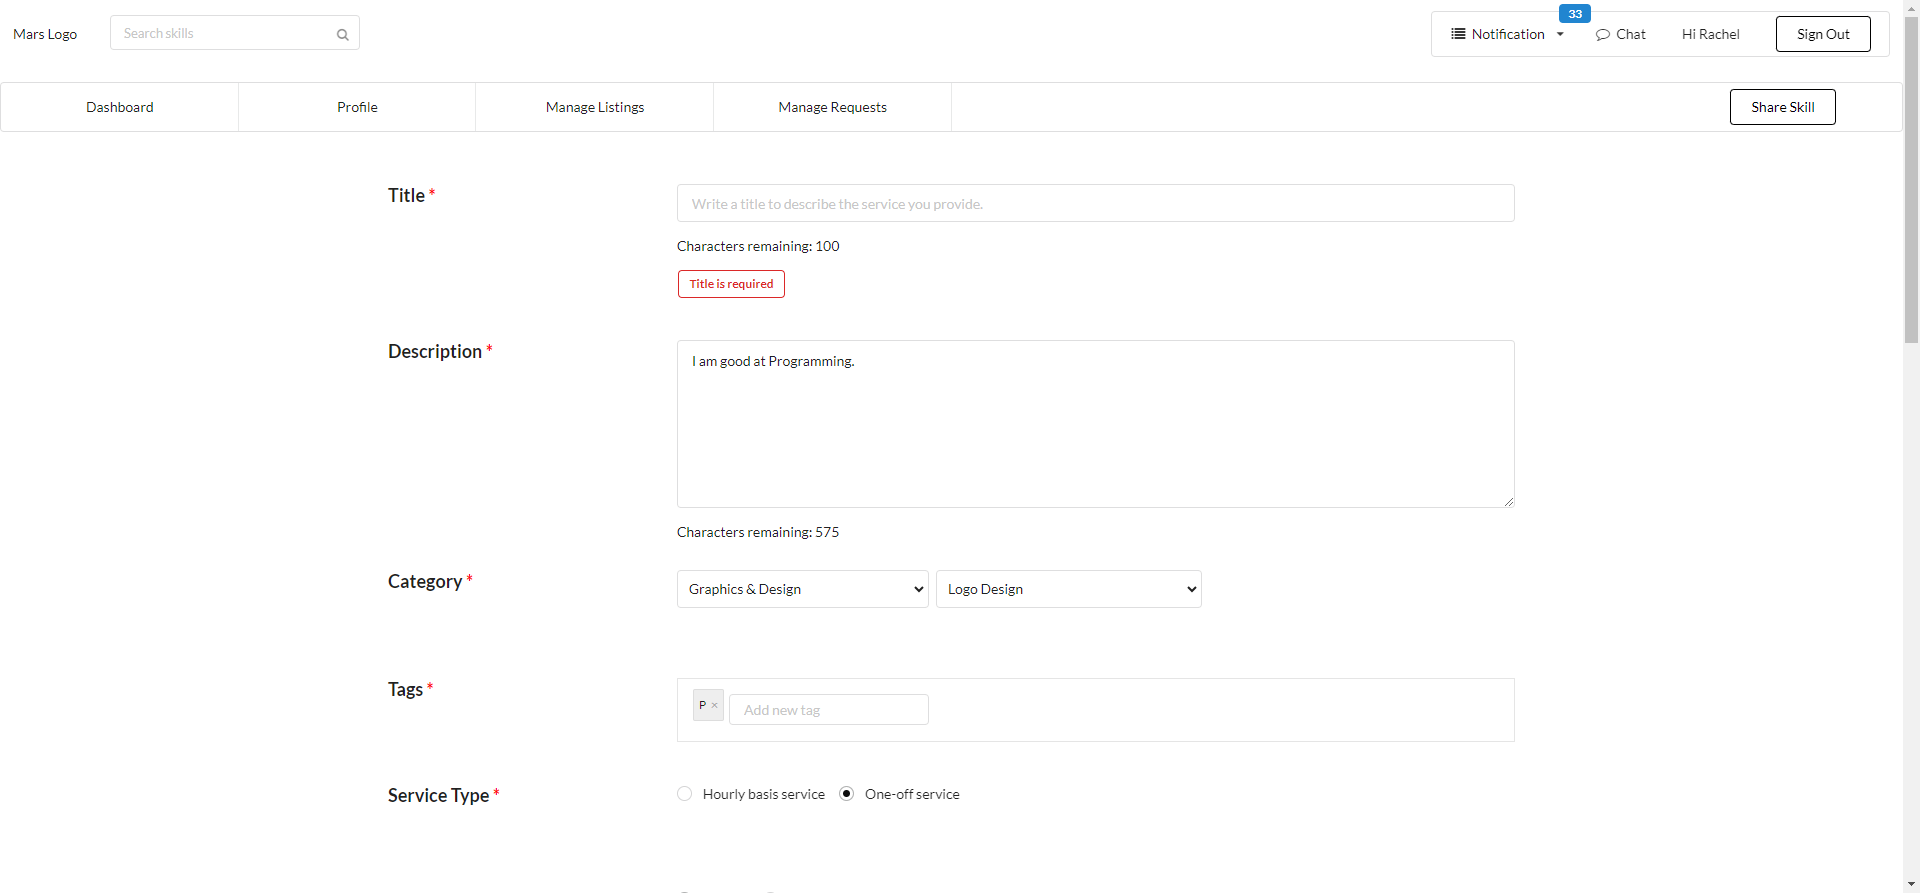 Mars Logo
Search skills
33
Notification
Chat
Hi Rachel
Sign Out
Dashboard
Profile
Manage Listings
Manage Requests
Share Skill
Title *
Write a title to describe the service you provide.
Characters remaining: 100
Title is required
Description *
I am good at Programming.
Characters remaining: 575
Category *
Graphics & Design
Logo Design
Tags *
P ×
Add new tag
Service Type *
Hourly basis service
One-off service